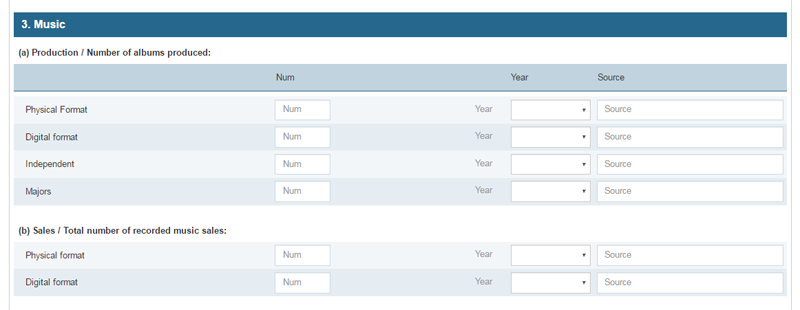 3. Music
(a) Production / Number of albums produced:
Num Year Source
Physical Format Num Year Source
Digital format Num Year Source
Independent Num Year Source
Majors Num Year Source
(b) Sales / Total number of recorded music sales:
Physical format Num Year Source
Digital format Num Year Source